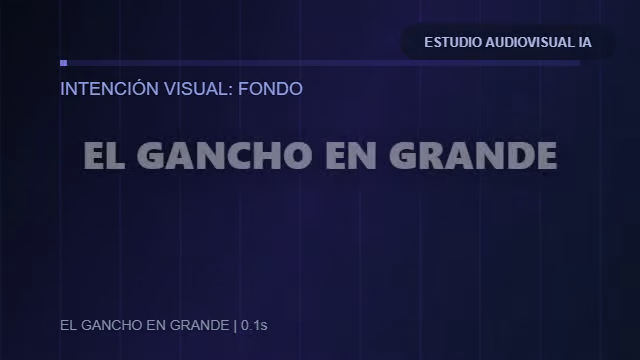 ESTUDIO AUDIOVISUAL IA
INTENCIÓN VISUAL: FONDO
EL GANCHO EN GRANDE
EL GANCHO EN GRANDE | 0.1s